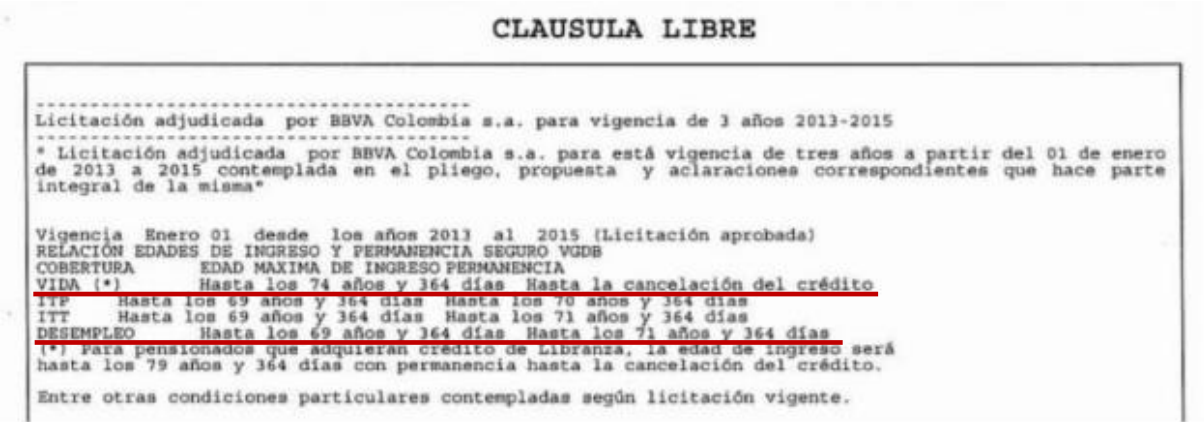 CLAUSULA LIBRE
----------------------------------------
Licitación adjudicada por BBVA Colombia s.a. para vigencia de 3 años 2013-2015
----------------------------------------
" Licitación adjudicada por BBVA Colombia s.a. para está vigencia de tres años a partir del 01 de enero
de 2013 a 2015 contemplada en el pliego, propuesta y aclaraciones correspondientes que hace parte
integral de la misma"
Vigencia Enero 01 desde los años 2013 al 2015 (Licitación aprobada)
RELACIÓN EDADES DE INGRESO Y PERMANENCIA SEGURO VGDB
COBERTURA EDAD MAXIMA DE INGRESO PERMANENCIA
VIDA (*) Hasta los 74 años y 364 días Hasta la cancelación del crédito
ITP Hasta los 69 años y 364 días Hasta los 70 años y 364 días
ITT Hasta los 69 años y 364 días Hasta los 71 años y 364 días
DESEMPLEO Hasta los 69 años y 364 días Hasta los 71 años y 364 días
(*) Para pensionados que adquieran crédito de Libranza, la edad de ingreso será
hasta los 79 años y 364 días con permanencia hasta la cancelación del crédito.
Entre otras condiciones particulares contempladas según licitación vigente.